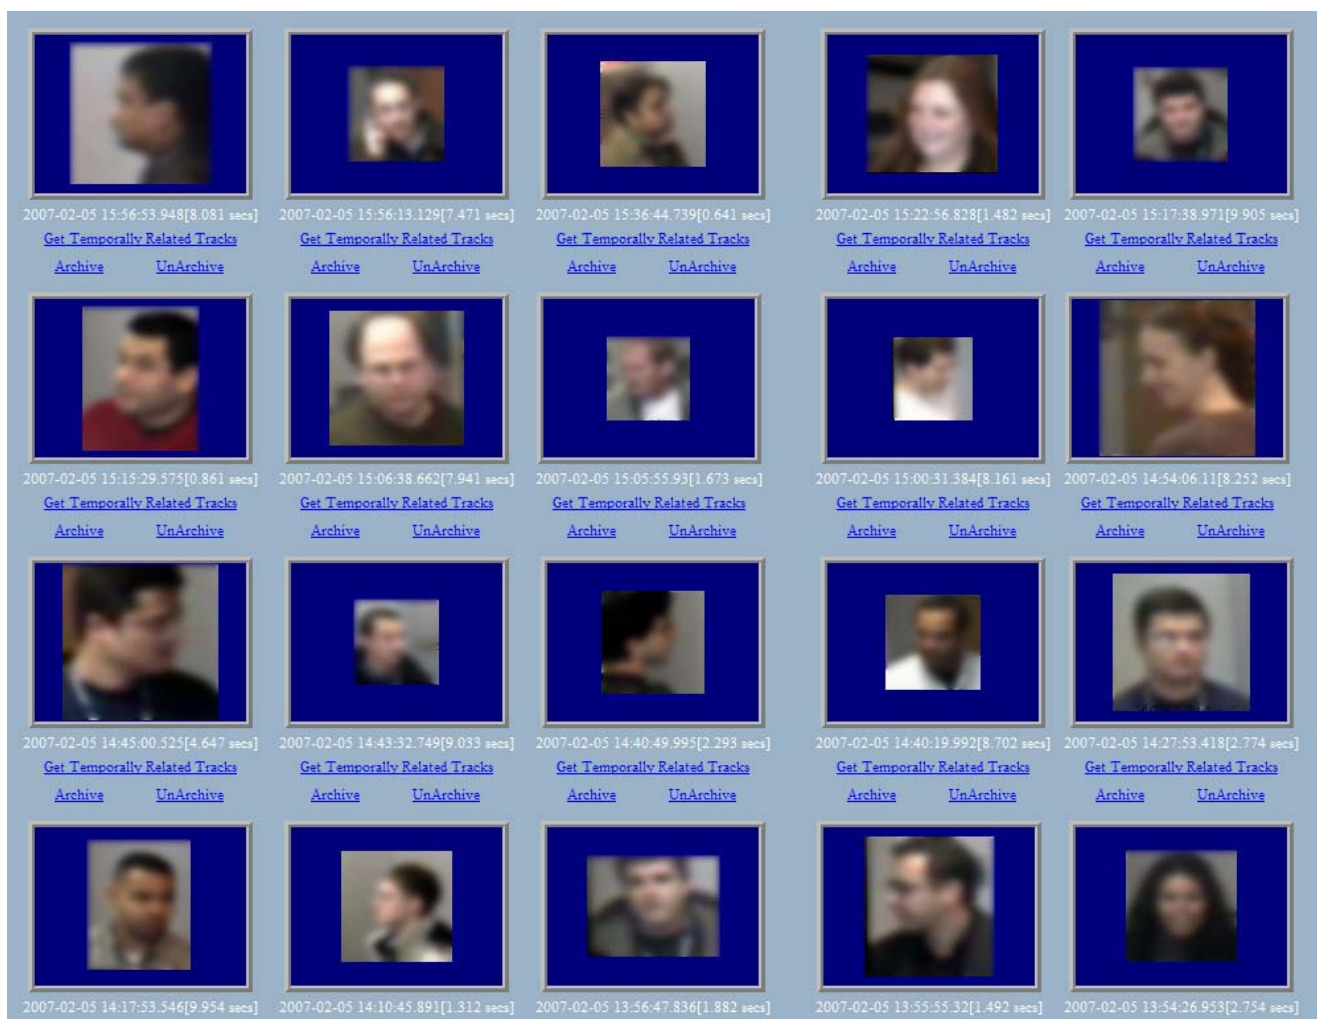 2007-02-05 15:56:53.948[8.081 secs] 2007-02-05 15:56:13.129[7.471 secs] 2007-02-05 15:36:44.739[0.641 secs] 2007-02-05 15:22:56.828[1.482 secs] 2007-02-05 15:17:38.971[9.905 secs]
Get Temporally Related Tracks Get Temporally Related Tracks Get Temporally Related Tracks Get Temporally Related Tracks Get Temporally Related Tracks
Archive UnArchive Archive UnArchive Archive UnArchive Archive UnArchive Archive UnArchive
2007-02-05 15:15:29.575[0.861 secs] 2007-02-05 15:06:38.662[7.941 secs] 2007-02-05 15:05:55.93[1.673 secs] 2007-02-05 15:00:31.384[8.161 secs] 2007-02-05 14:54:06.11[8.252 secs]
Get Temporally Related Tracks Get Temporally Related Tracks Get Temporally Related Tracks Get Temporally Related Tracks Get Temporally Related Tracks
Archive UnArchive Archive UnArchive Archive UnArchive Archive UnArchive Archive UnArchive
2007-02-05 14:45:00.525[4.647 secs] 2007-02-05 14:43:32.749[9.033 secs] 2007-02-05 14:40:49.995[2.293 secs] 2007-02-05 14:40:19.992[8.702 secs] 2007-02-05 14:27:53.418[2.774 secs]
Get Temporally Related Tracks Get Temporally Related Tracks Get Temporally Related Tracks Get Temporally Related Tracks Get Temporally Related Tracks
Archive UnArchive Archive UnArchive Archive UnArchive Archive UnArchive Archive UnArchive
2007-02-05 14:17:53.546[9.954 secs] 2007-02-05 14:10:45.891[1.312 secs] 2007-02-05 13:56:47.836[1.882 secs] 2007-02-05 13:55:55.32[1.492 secs] 2007-02-05 13:54:26.953[2.754 secs]